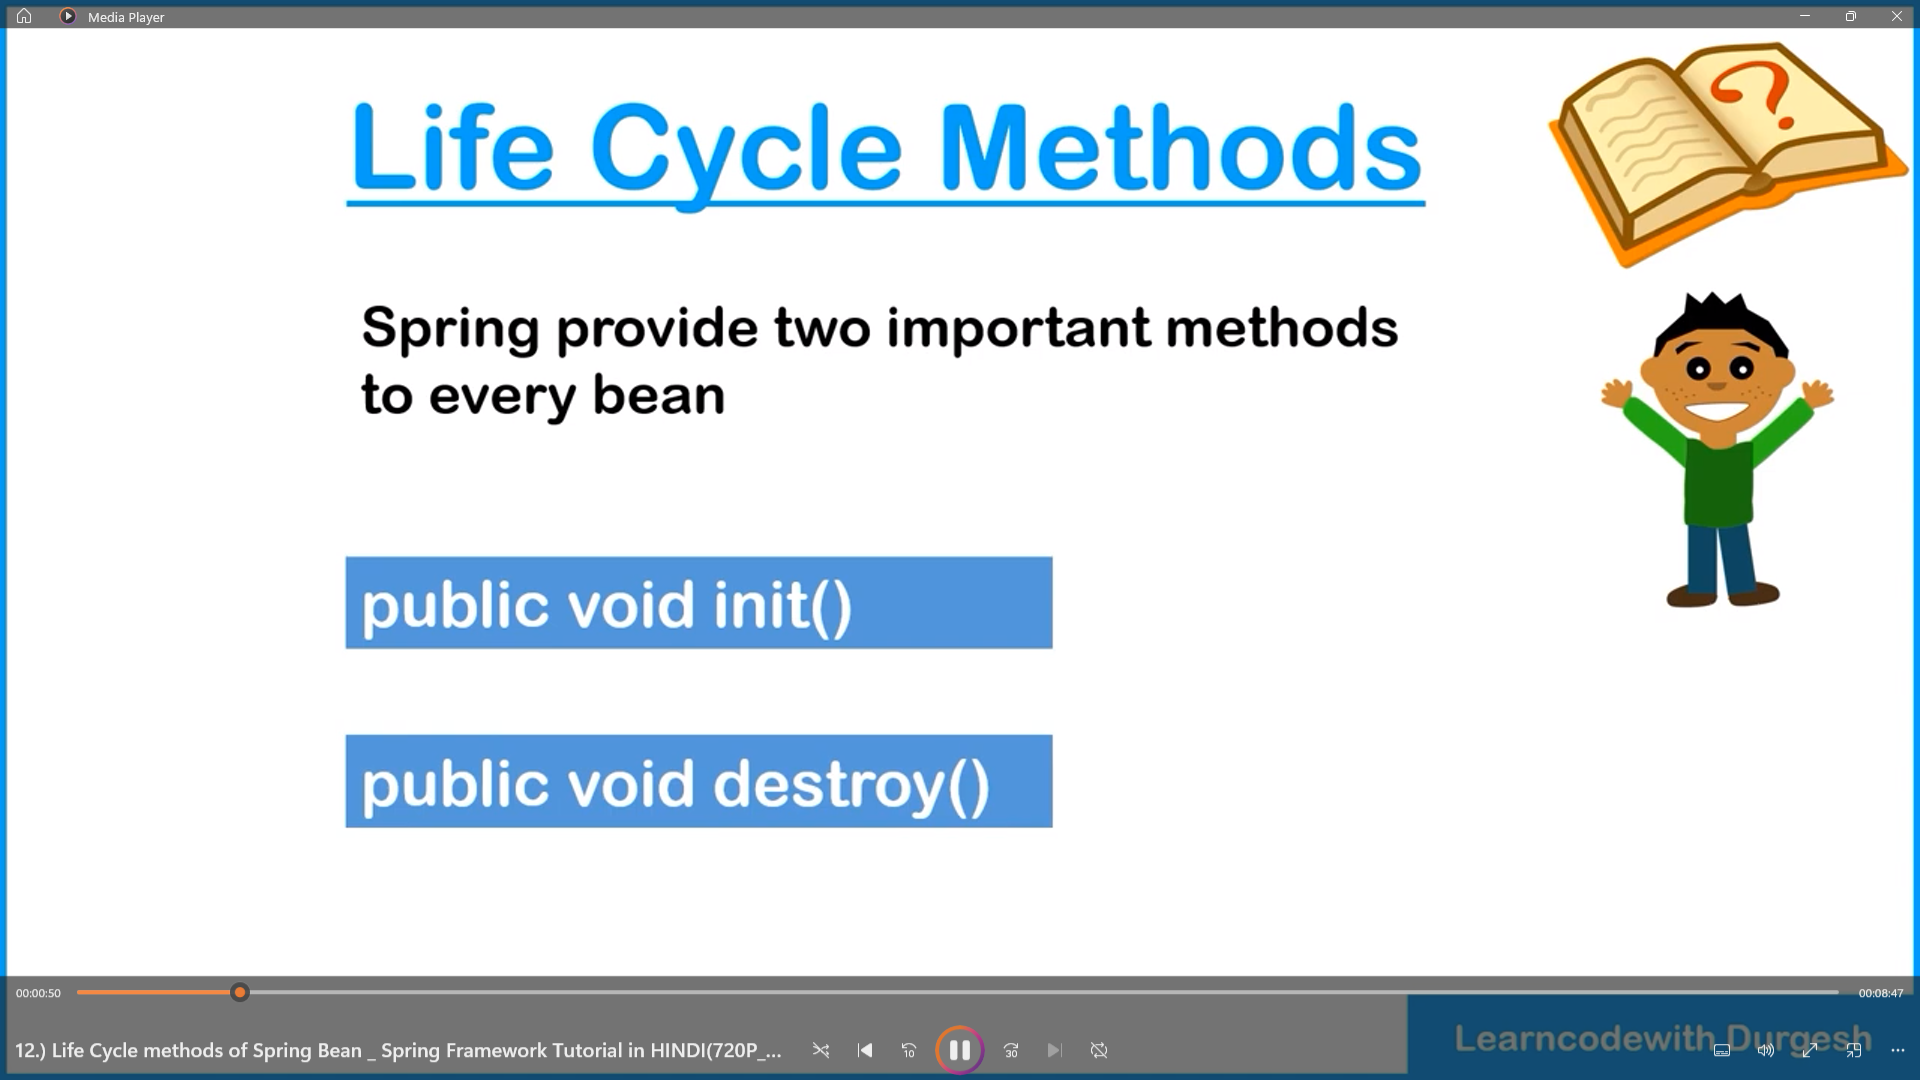 Media Player
Life Cycle Methods
?
Spring provide two important methods
to every bean
public void init()
public void destroy()
00:00:50
00:08:47
12.) Life Cycle methods of Spring Bean _ Spring Framework Tutorial in HINDI(720P_...
10
30
Learncodewith Durgesh